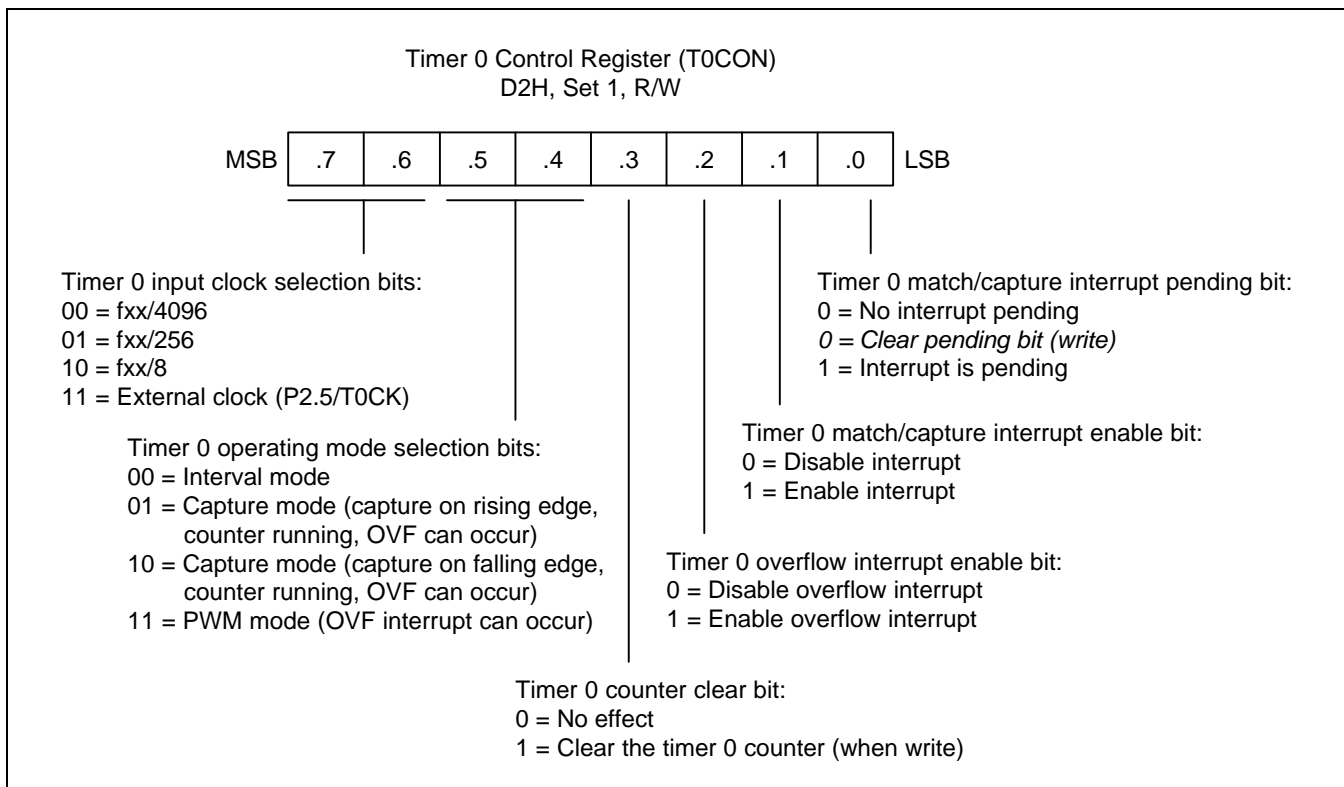 Timer 0 Control Register (T0CON)
D2H, Set 1, R/W
MSB .7 .6 .5 .4 .3 .2 .1 .0 LSB
Timer 0 input clock selection bits:
00 = fxx/4096
01 = fxx/256
10 = fxx/8
11 = External clock (P2.5/T0CK)
Timer 0 operating mode selection bits:
00 = Interval mode
01 = Capture mode (capture on rising edge,
counter running, OVF can occur)
10 = Capture mode (capture on falling edge,
counter running, OVF can occur)
11 = PWM mode (OVF interrupt can occur)
Timer 0 counter clear bit:
0 = No effect
1 = Clear the timer 0 counter (when write)
Timer 0 overflow interrupt enable bit:
0 = Disable overflow interrupt
1 = Enable overflow interrupt
Timer 0 match/capture interrupt enable bit:
0 = Disable interrupt
1 = Enable interrupt
Timer 0 match/capture interrupt pending bit:
0 = No interrupt pending
0 = Clear pending bit (write)
1 = Interrupt is pending